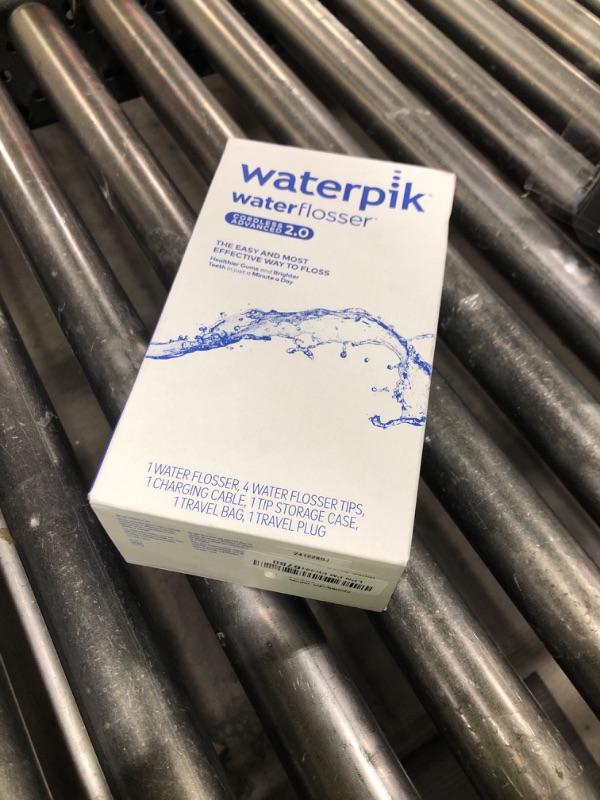 waterpik™
waterflosser™
CORDLESS
ADVANCED 2.0
THE EASY AND MOST
EFFECTIVE WAY TO FLOSS
Healthier Gums and Brighter
Teeth in just a Minute a Day
1 WATER FLOSSER, 4 WATER FLOSSER TIPS,
1 CHARGING CABLE, 1 TIP STORAGE CASE,
1 TRAVEL BAG, 1 TRAVEL PLUG